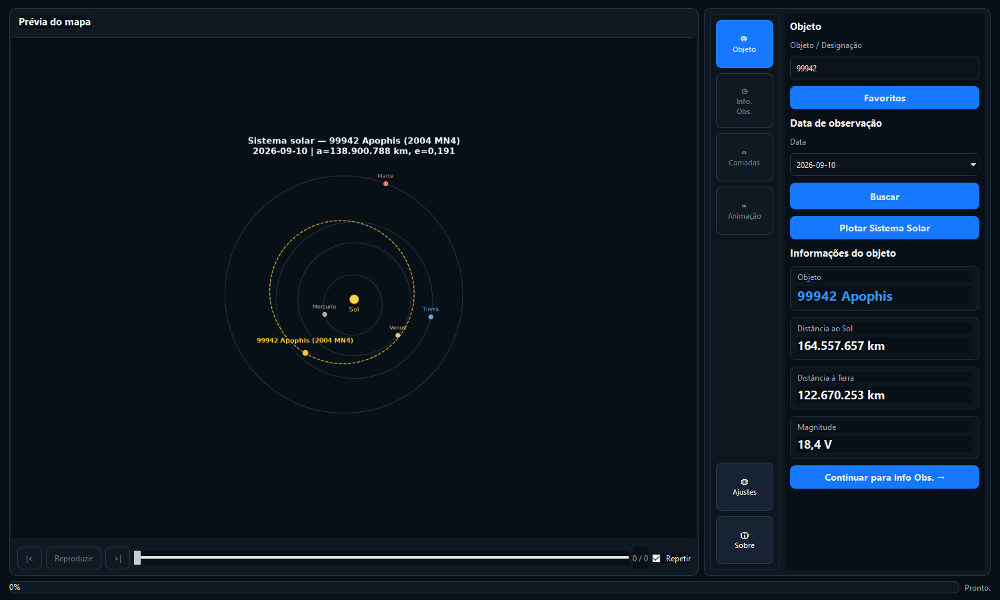 Prévia do mapa
Sistema solar — 99942 Apophis (2004 MN4)
2026-09-10 | a=138.900.788 km, e=0,191
Marte
Mercurio
Sol
Tierra
Venus
99942 Apophis (2004 MN4)
|<
Reproduzir
>|
0 / 0
Repetir
0%
Pronto.
Objeto
Info.
Obs.
Camadas
Animação
Ajustes
Sobre
Objeto
Objeto / Designação
99942
Favoritos
Data de observação
Data
2026-09-10
Buscar
Plotar Sistema Solar
Informações do objeto
Objeto
99942 Apophis
Distância ao Sol
164.557.657 km
Distância à Terra
122.670.253 km
Magnitude
18,4 V
Continuar para Info Obs. →